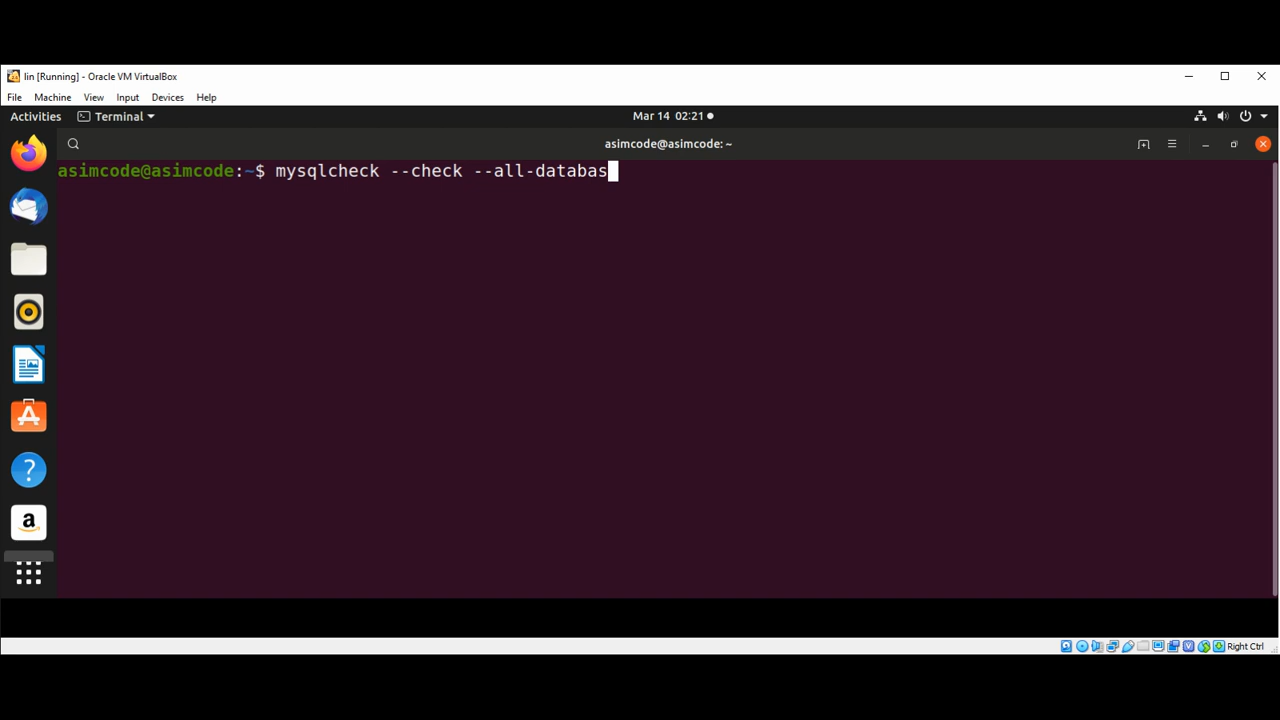 lin [Running] - Oracle VM VirtualBox
File Machine View Input Devices Help
Activities Terminal Mar 14 02:21
asimcode@asimcode: ~
asimcode@asimcode:~$ mysqlcheck --check --all-databas
Right Ctrl